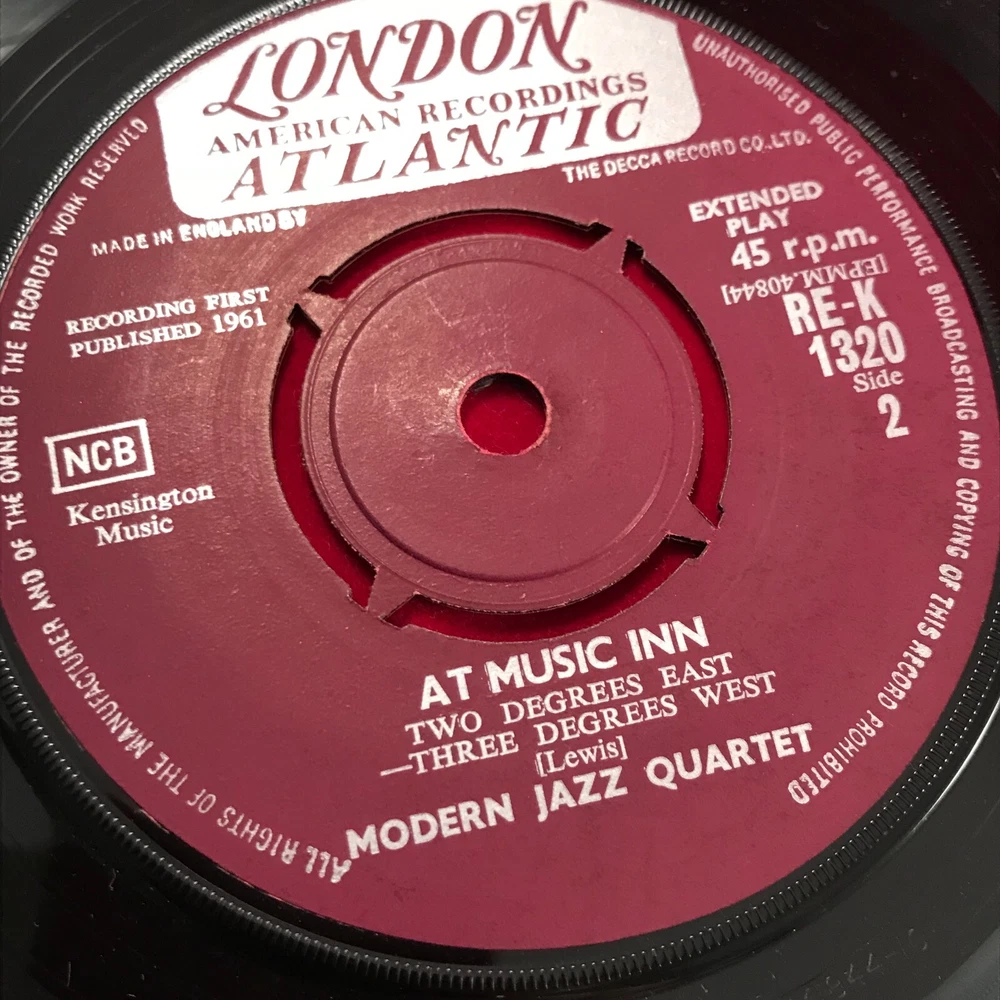 LONDON
AMERICAN RECORDINGS
ATLANTIC
MADE IN ENGLAND BY
THE DECCA RECORD CO. LTD.
RECORDING FIRST
PUBLISHED 1961
NCB
Kensington
Music
EXTENDED
PLAY
45 r.p.m.
[EPMM.40844]
RE-K
1320
Side
2
AT MUSIC INN
TWO DEGREES EAST
—THREE DEGREES WEST
[Lewis]
MODERN JAZZ QUARTET
ALL RIGHTS OF THE MANUFACTURER AND OF THE OWNER OF THE RECORDED WORK RESERVED
UNAUTHORISED PUBLIC PERFORMANCE BROADCASTING AND COPYING OF THIS RECORD PROHIBITED